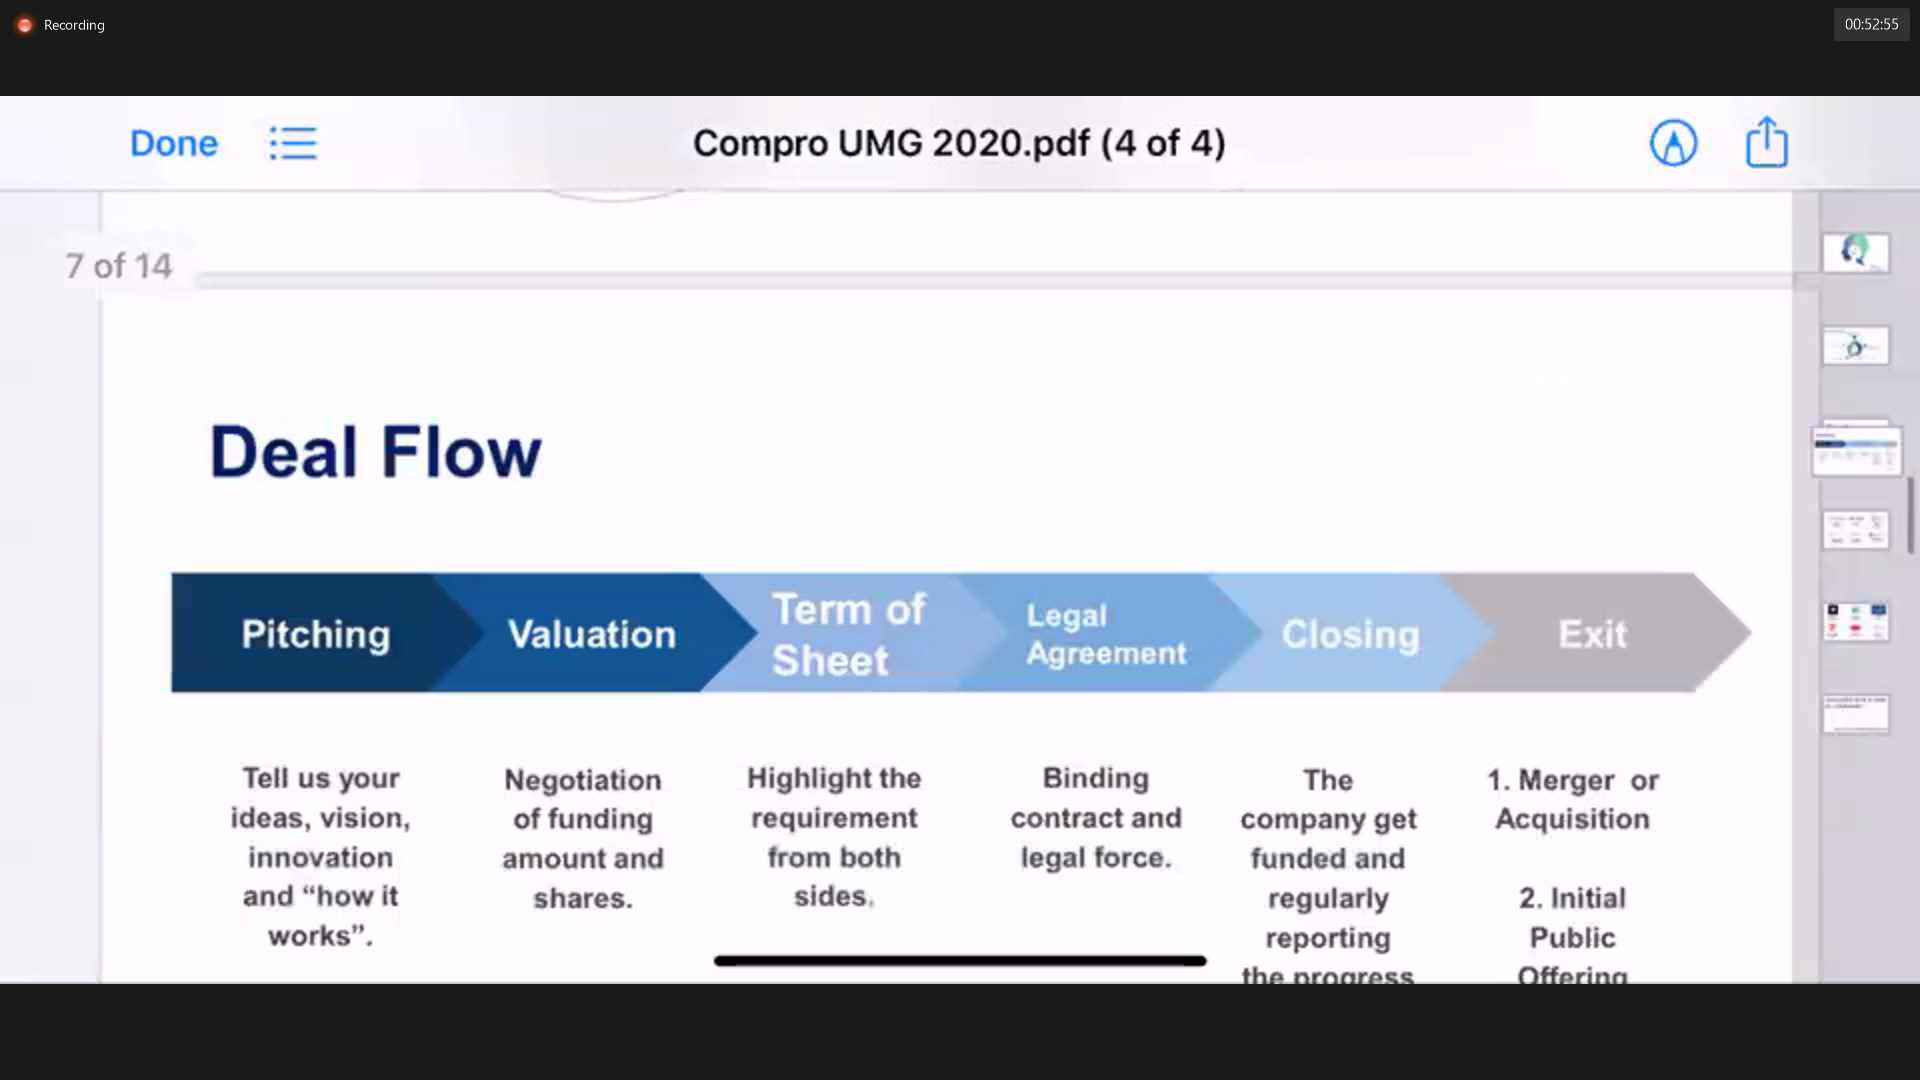 Recording
00:52:55
Done
Compro UMG 2020.pdf (4 of 4)
7 of 14
Deal Flow
Pitching
Valuation
Term of
Sheet
Legal
Agreement
Closing
Exit
Tell us your
ideas, vision,
innovation
and “how it
works”.
Negotiation
of funding
amount and
shares.
Highlight the
requirement
from both
sides.
Binding
contract and
legal force.
The
company get
funded and
regularly
reporting
the progress
1. Merger or
Acquisition
2. Initial
Public
Offering